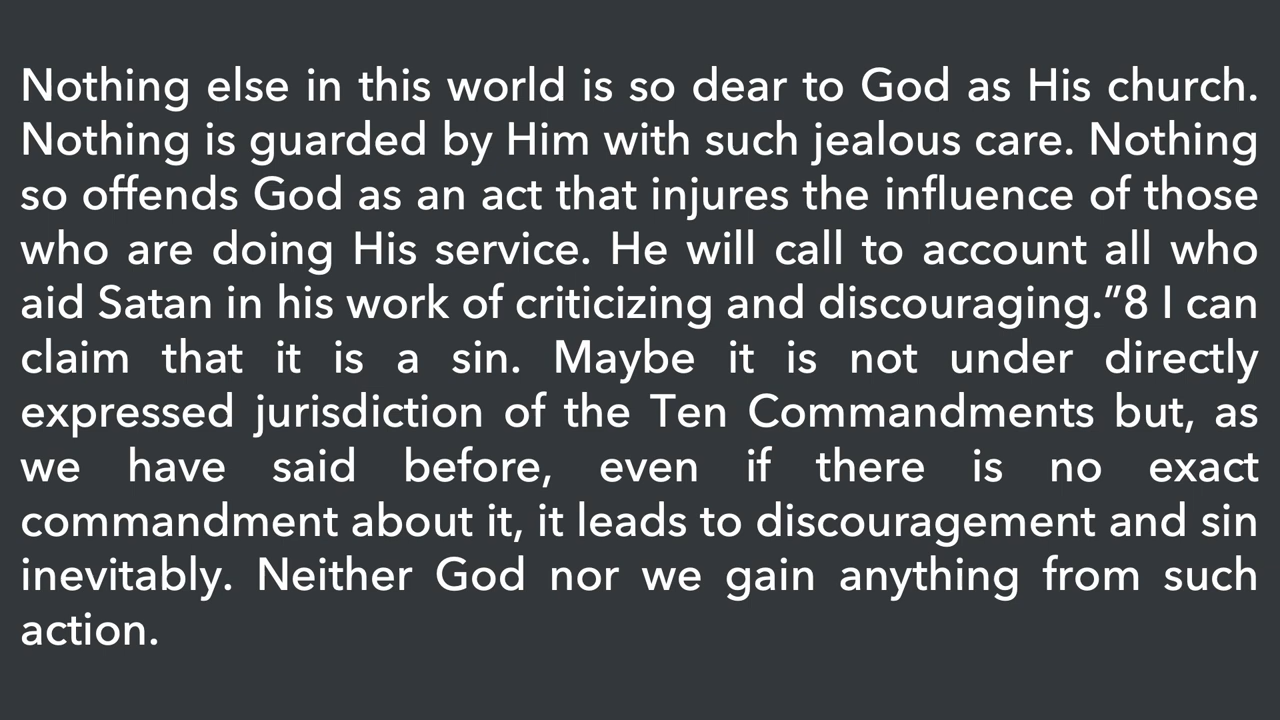 Nothing else in this world is so dear to God as His church.
Nothing is guarded by Him with such jealous care. Nothing
so offends God as an act that injures the influence of those
who are doing His service. He will call to account all who
aid Satan in his work of criticizing and discouraging.”8 I can
claim that it is a sin. Maybe it is not under directly
expressed jurisdiction of the Ten Commandments but, as
we have said before, even if there is no exact
commandment about it, it leads to discouragement and sin
inevitably. Neither God nor we gain anything from such
action.